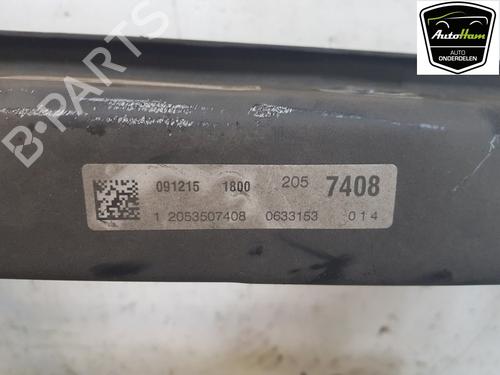 AutoHam
AUTO
ONDERDELEN
B-PARTS
091215 1800 205 7408
1 2053507408 0633153 014